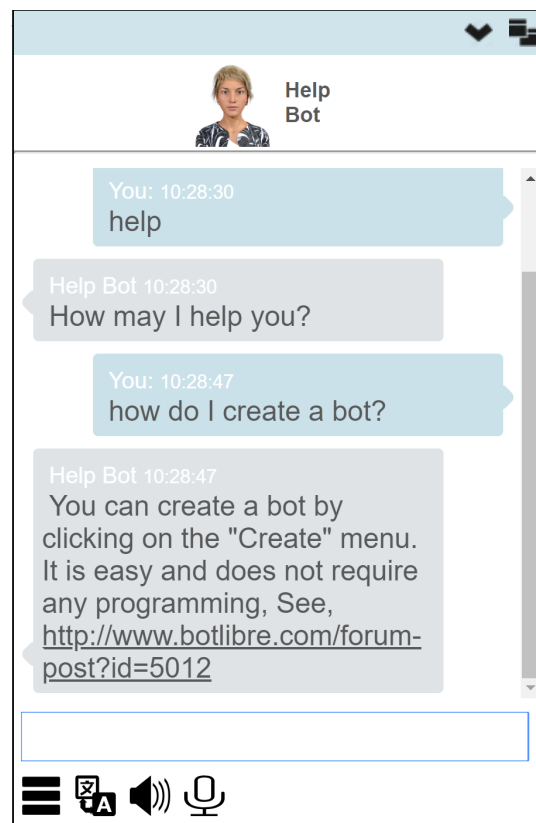 Help
Bot
You: 10:28:30
help
Help Bot 10:28:30
How may I help you?
You: 10:28:47
how do I create a bot?
Help Bot 10:28:47
You can create a bot by
clicking on the "Create" menu.
It is easy and does not require
any programming, See,
http://www.botlibre.com/forum-
post?id=5012
文
A